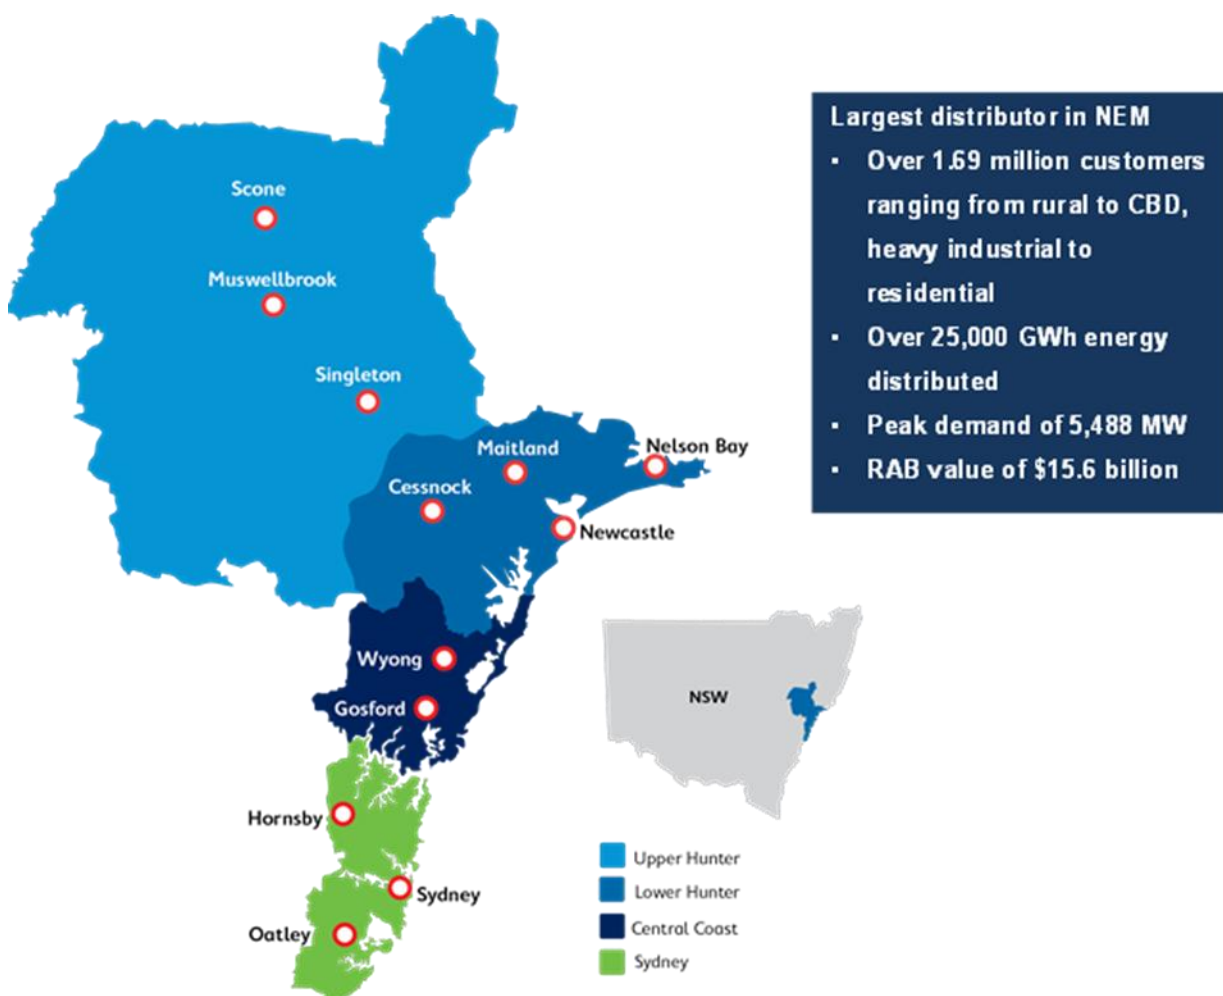 Largest distributor in NEM
▪ Over 1.69 million customers
ranging from rural to CBD,
heavy industrial to
residential
▪ Over 25,000 GWh energy
distributed
▪ Peak demand of 5,488 MW
▪ RAB value of $15.6 billion
Scone
Muswellbrook
Singleton
Maitland
Nelson Bay
Cessnock
Newcastle
Wyong
Gosford
Hornsby
Sydney
Oatley
NSW
Upper Hunter
Lower Hunter
Central Coast
Sydney